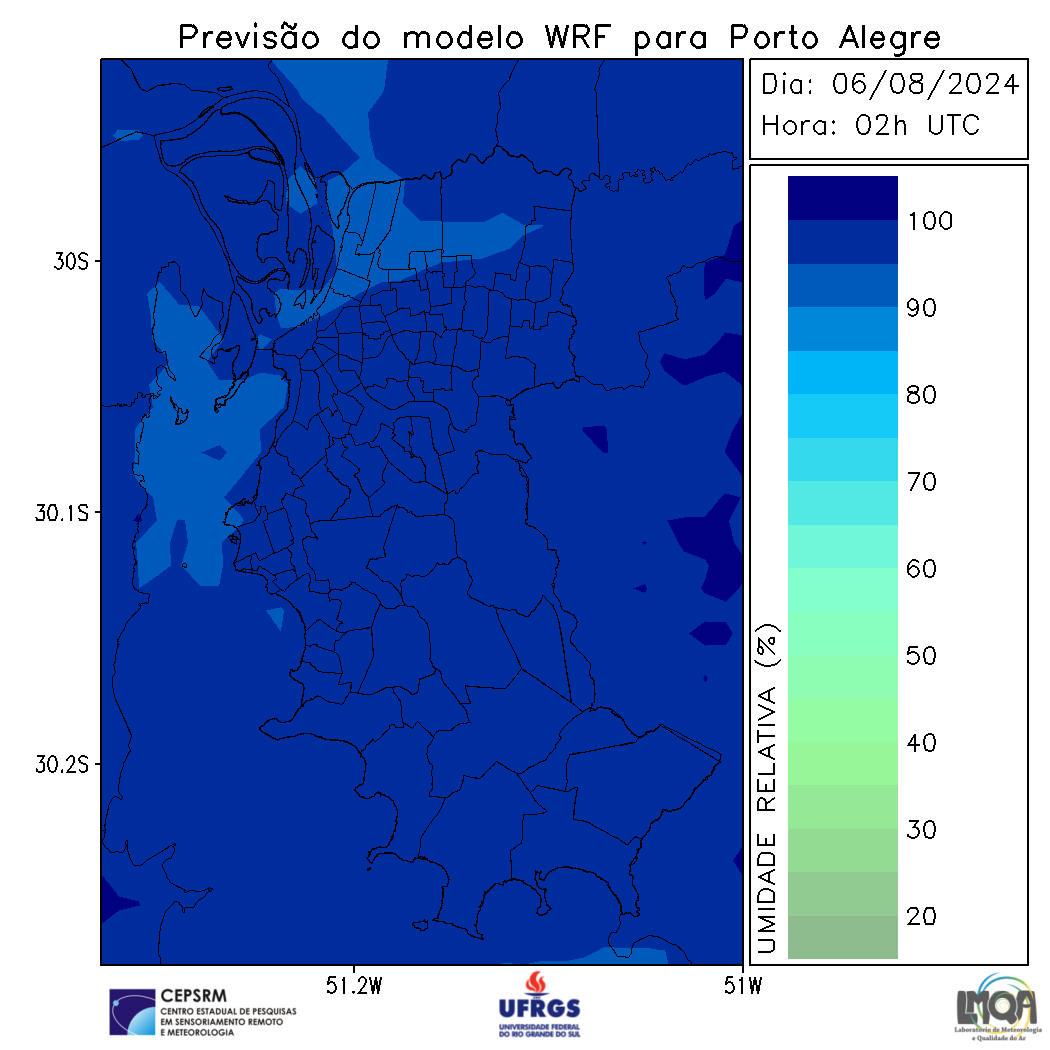 Previsão do modelo WRF para Porto Alegre
Dia: 06/08/2024
Hora: 02h UTC
30S
30.1S
30.2S
51.2W
51W
100
90
80
70
60
50
40
30
20
UMIDADE RELATIVA (%)
CEPSRM
CENTRO ESTADUAL DE PESQUISAS
EM SENSORIAMENTO REMOTO
E METEOROLOGIA
UFRGS
UNIVERSIDADE FEDERAL
DO RIO GRANDE DO SUL
LMQA
Laboratório de Meteorologia
e Qualidade do Ar